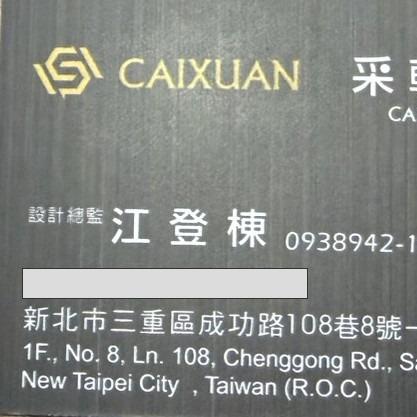 CAIXUAN 采
CA
設計總監 江登棟 0938942-1
新北市三重區成功路108巷8號
1F., No. 8, Ln. 108, Chenggong Rd., Sa
New Taipei City , Taiwan (R.O.C.)